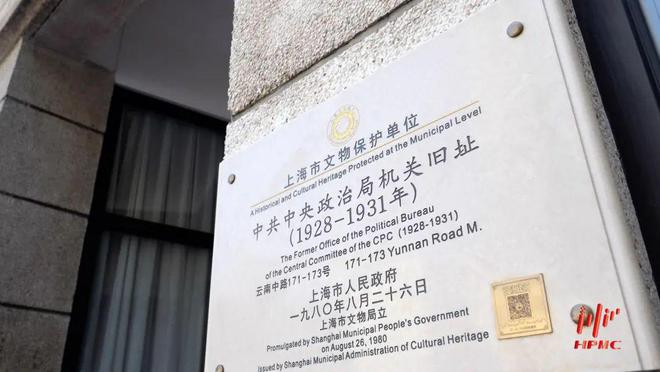 上海市文物保护单位
A Historical and Cultural Heritage Protected at the Municipal Level
中共中央政治局机关旧址
(1928-1931年)
The Former Office of the Political Bureau
of the Central Committee of the CPC (1928-1931)
云南中路171-173号 171-173 Yunnan Road M.
上海市人民政府
一九八〇年八月二十六日
上海市文物局立
Promulgated by Shanghai Municipal People's Government
on August 26, 1980
Issued by Shanghai Municipal Administration of Cultural Heritage
HPMC